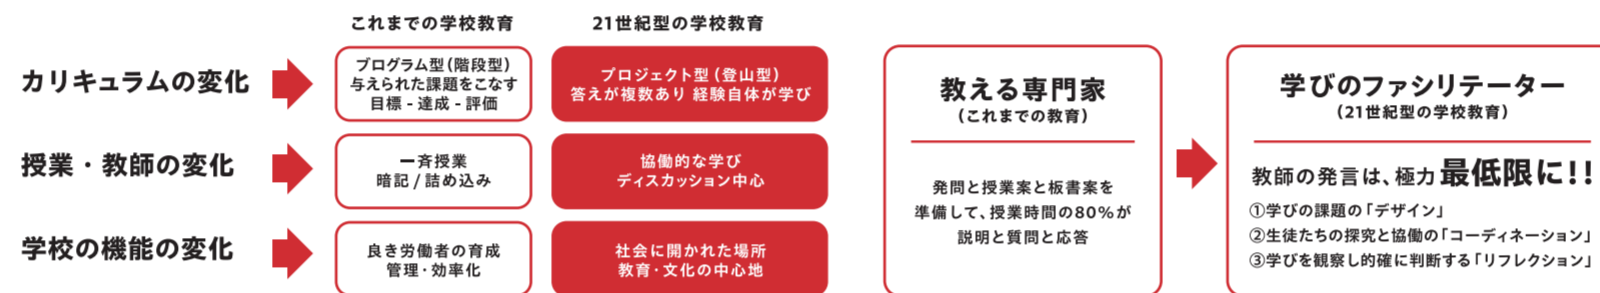 これまでの学校教育
21世紀型の学校教育
カリキュラムの変化
プログラム型(階段型)
与えられた課題をこなす
目標 - 達成 - 評価
プロジェクト型(登山型)
答えが複数あり 経験自体が学び
授業・教師の変化
一斉授業
暗記 / 詰め込み
協働的な学び
ディスカッション中心
学校の機能の変化
良き労働者の育成
管理・効率化
社会に開かれた場所
教育・文化の中心地
教える専門家
(これまでの教育)
発問と授業案と板書案を
準備して、授業時間の80%が
説明と質問と応答
学びのファシリテーター
(21世紀型の学校教育)
教師の発言は、極力 最低限に!!
①学びの課題の「デザイン」
②生徒たちの探究と協働の「コーディネーション」
③学びを観察し的確に判断する「リフレクション」